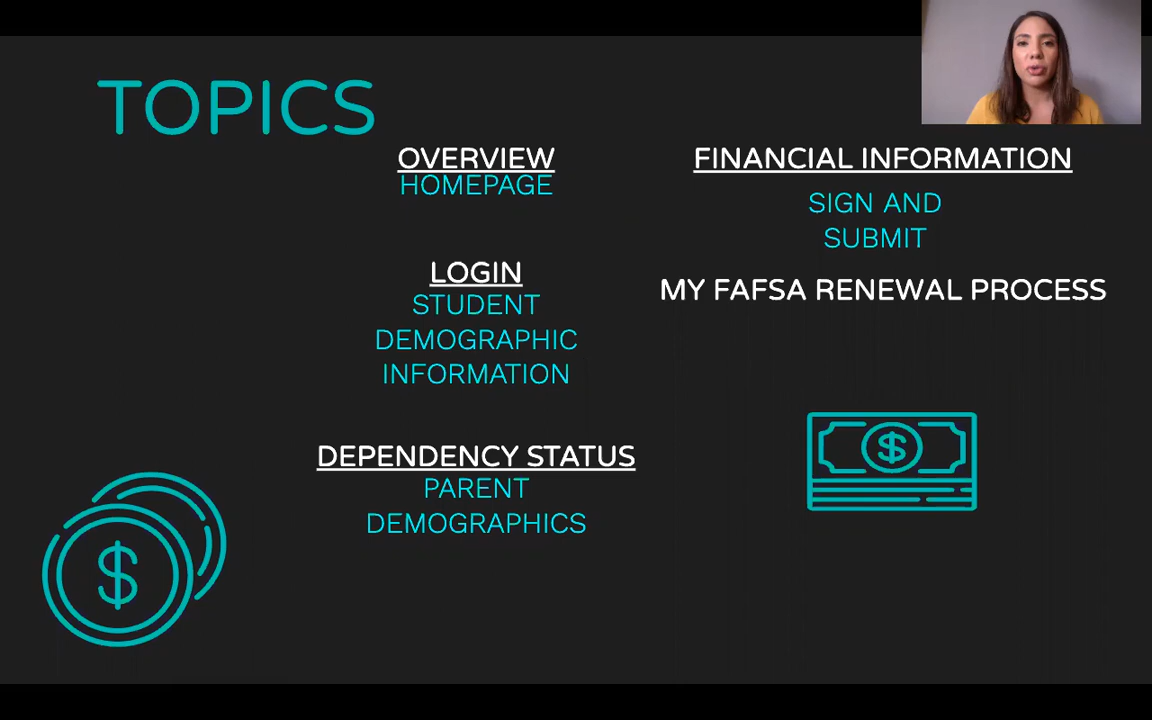 TOPICS
OVERVIEW
HOMEPAGE
LOGIN
STUDENT
DEMOGRAPHIC
INFORMATION
DEPENDENCY STATUS
PARENT
DEMOGRAPHICS
FINANCIAL INFORMATION
SIGN AND
SUBMIT
MY FAFSA RENEWAL PROCESS
$
$